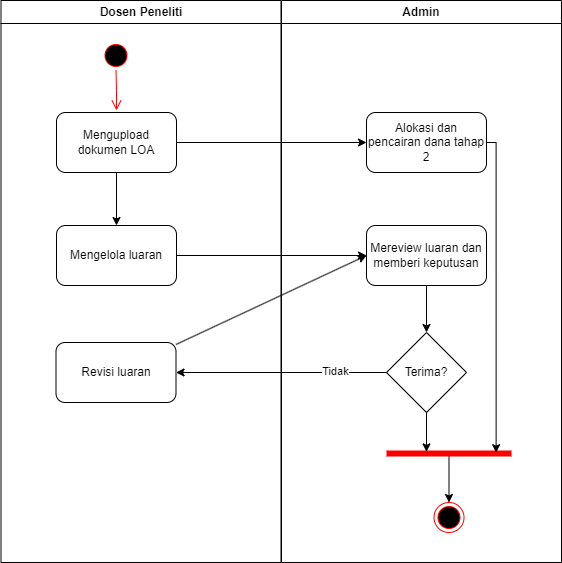 Dosen Peneliti
Admin
Mengupload
dokumen LOA
Alokasi dan
pencairan dana tahap
2
Mengelola luaran
Mereview luaran dan
memberi keputusan
Revisi luaran
Tidak
Terima?